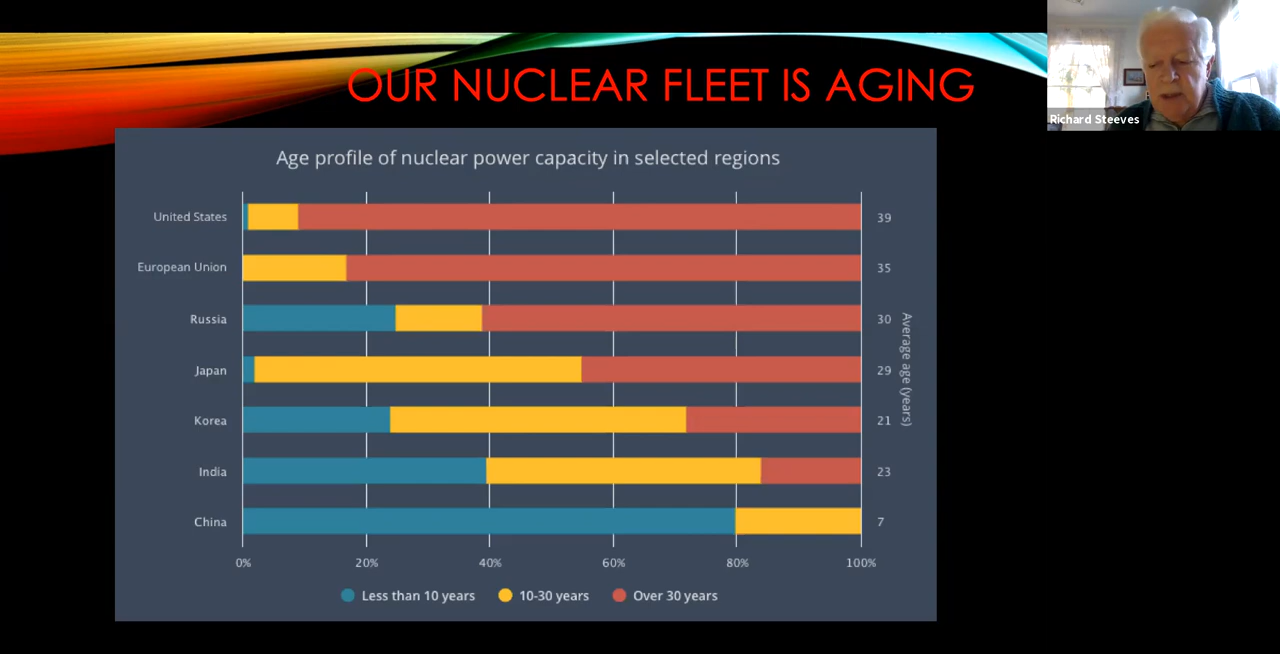 OUR NUCLEAR FLEET IS AGING
Richard Steeves
Age profile of nuclear power capacity in selected regions
United States 39
European Union 35
Russia 30
Japan 29
Korea 21
India 23
China 7
Average age (years)
0% 20% 40% 60% 80% 100%
Less than 10 years 10-30 years Over 30 years